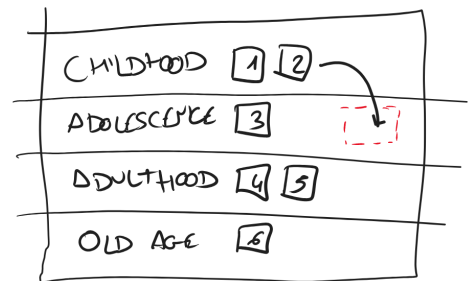 CHILDHOOD 1 2
ADOLESCENCE 3
ADULTHOOD 4 5
OLD AGE 6